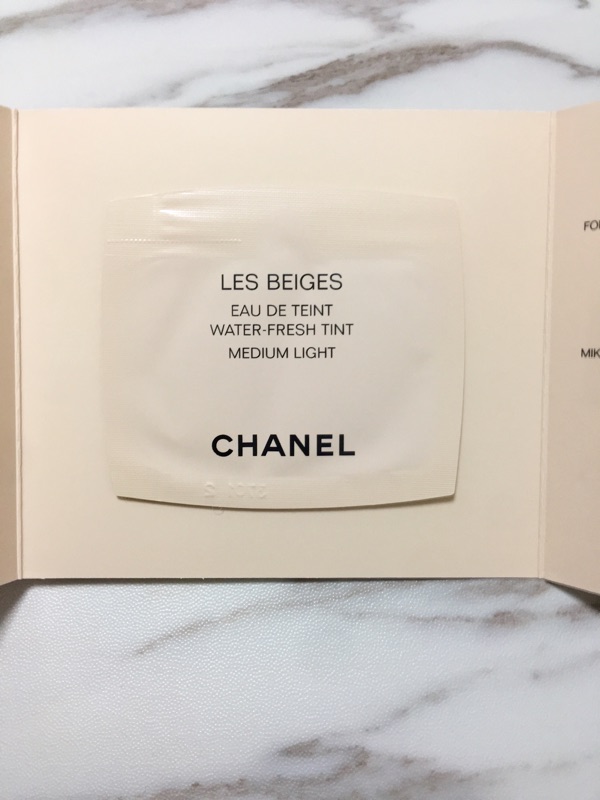 LES BEIGES
EAU DE TEINT
WATER-FRESH TINT
MEDIUM LIGHT
CHANEL